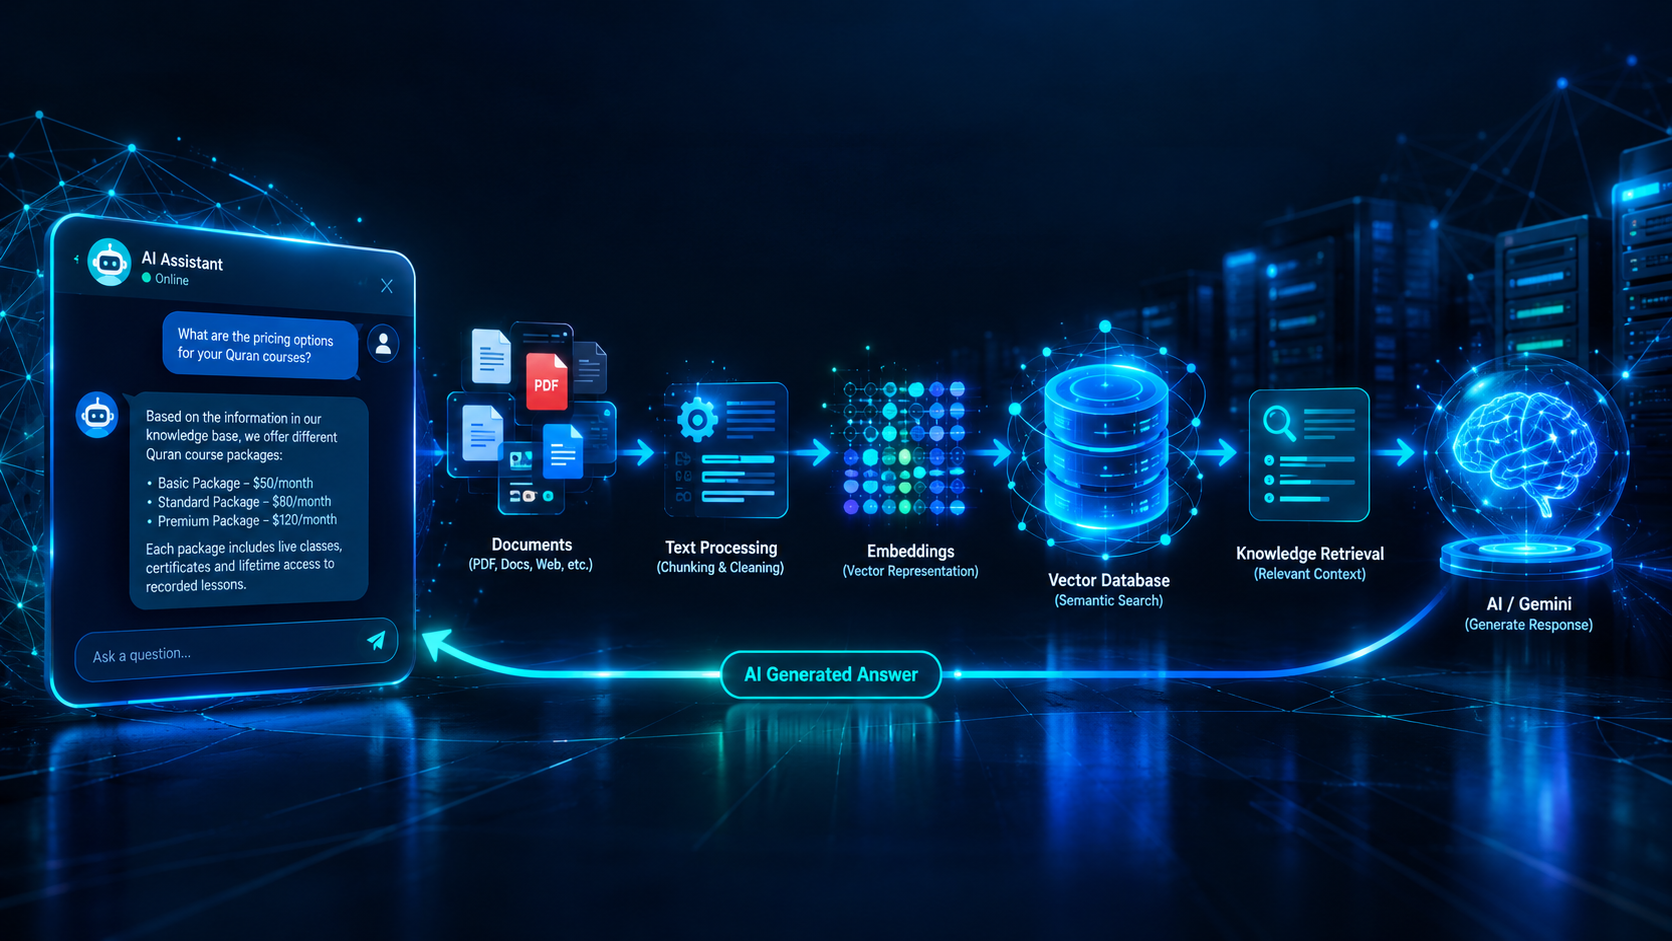 AI Assistant
Online
What are the pricing options
for your Quran courses?
Based on the information in our
knowledge base, we offer different
Quran course packages:
• Basic Package – $50/month
• Standard Package – $80/month
• Premium Package – $120/month
Each package includes live classes,
certificates and lifetime access to
recorded lessons.
Ask a question...
PDF
Documents
(PDF, Docs, Web, etc.)
Text Processing
(Chunking & Cleaning)
Embeddings
(Vector Representation)
Vector Database
(Semantic Search)
Knowledge Retrieval
(Relevant Context)
AI / Gemini
(Generate Response)
AI Generated Answer